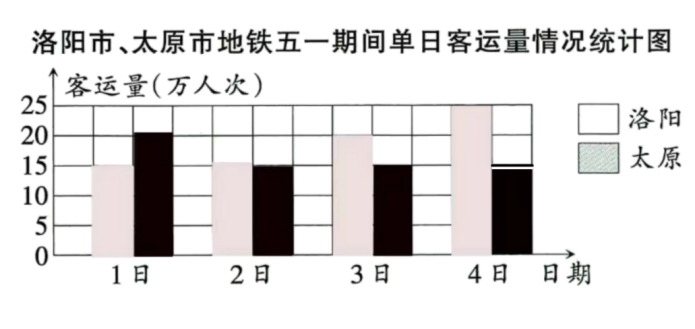 洛阳市、太原市地铁五一期间单日客运量情况统计图
客运量(万人次)
25
20
15
10
5
0
1日 2日 3日 4日 日期
洛阳
太原